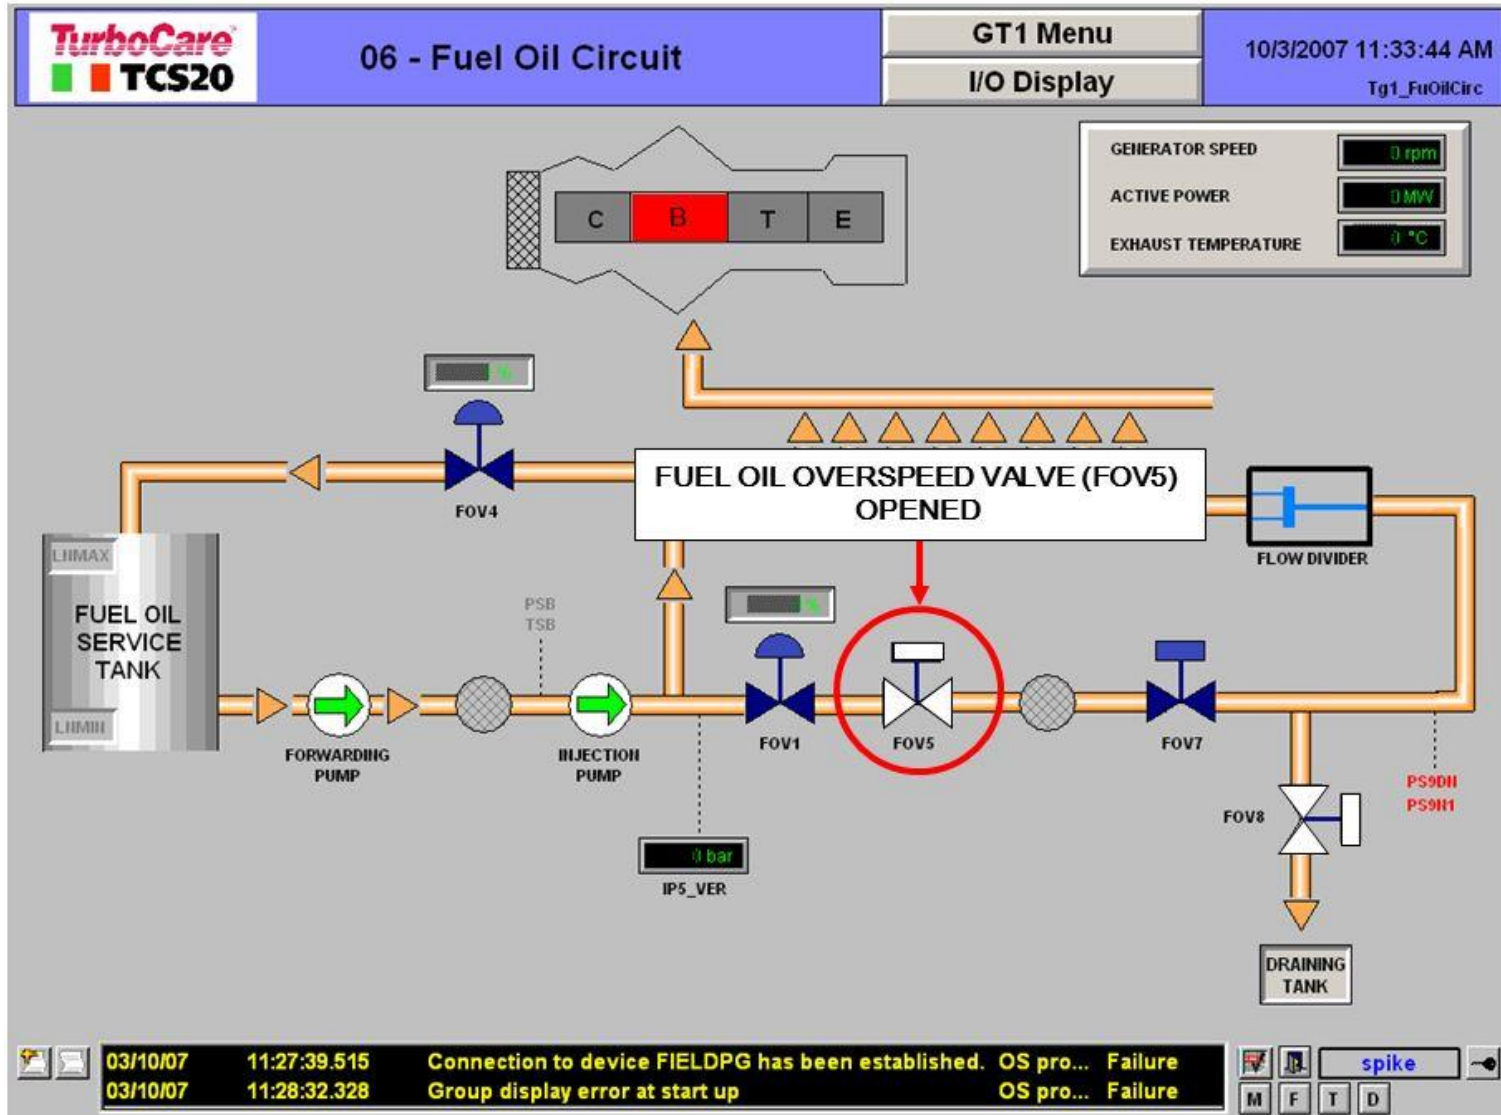 TurboCare
TCS20
06 - Fuel Oil Circuit
GT1 Menu
I/O Display
10/3/2007 11:33:44 AM
Tg1_FuOilCirc
GENERATOR SPEED
0 rpm
ACTIVE POWER
0 MW
EXHAUST TEMPERATURE
0 °C
C B T E
%
FOV4
FUEL OIL OVERSPEED VALVE (FOV5)
OPENED
FLOW DIVIDER
FUEL OIL
SERVICE
TANK
PSB
TSB
%
FORWARDING
PUMP
INJECTION
PUMP
FOV1
FOV5
FOV7
PS9DN
PS9N1
FOV8
0 bar
IP5_VER
DRAINING
TANK
03/10/07 11:27:39.515 Connection to device FIELDPG has been established. OS pro... Failure
03/10/07 11:28:32.328 Group display error at start up OS pro... Failure
spike
M F T D